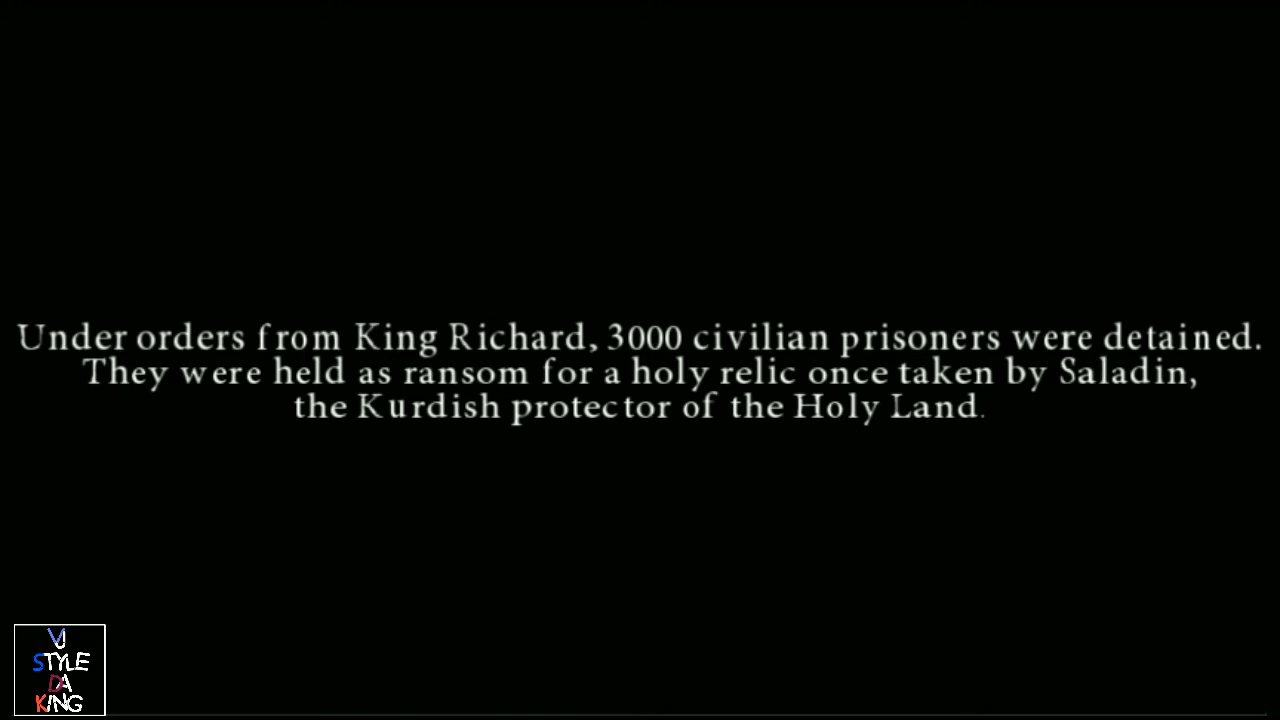 Under orders from King Richard, 3000 civilian prisoners were detained.
They were held as ransom for a holy relic once taken by Saladin,
the Kurdish protector of the Holy Land.
VJ
STYLE
DA
KING